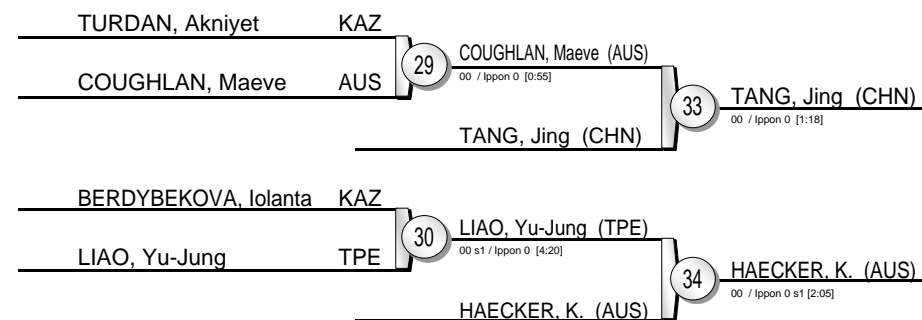 TURDAN, Akniyet KAZ
COUGHLAN, Maeve AUS
29
COUGHLAN, Maeve (AUS)
00 / Ippon 0 [0:55]
TANG, Jing (CHN)
33
TANG, Jing (CHN)
00 / Ippon 0 [1:18]
BERDYBEKOVA, Iolanta KAZ
LIAO, Yu-Jung TPE
30
LIAO, Yu-Jung (TPE)
00 s1 / Ippon 0 [4:20]
HAECKER, K. (AUS)
34
HAECKER, K. (AUS)
00 / Ippon 0 s1 [2:05]